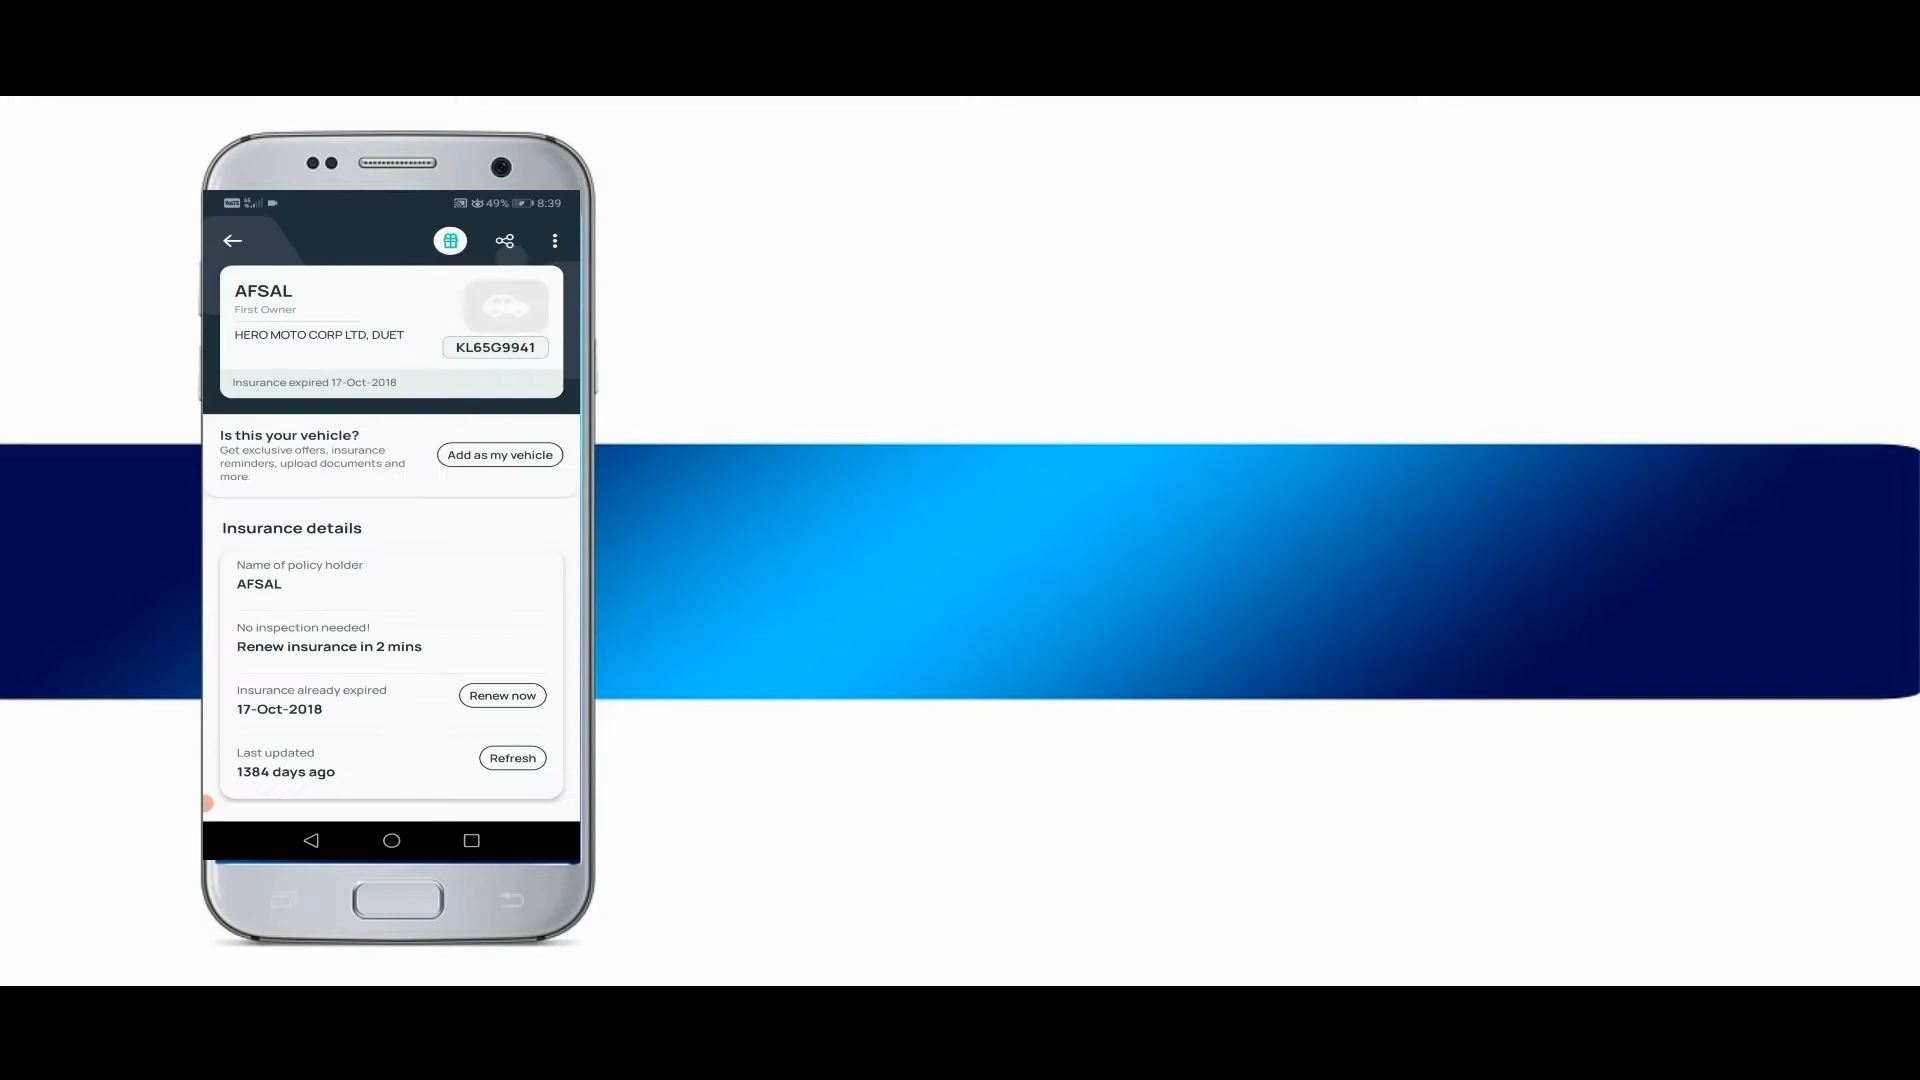 49% 8:39
AFSAL
First Owner
HERO MOTO CORP LTD, DUET
KL65G9941
Insurance expired 17-Oct-2018
Is this your vehicle?
Get exclusive offers, insurance
reminders, upload documents and
more.
Add as my vehicle
Insurance details
Name of policy holder
AFSAL
No inspection needed!
Renew insurance in 2 mins
Insurance already expired
17-Oct-2018
Renew now
Last updated
1384 days ago
Refresh